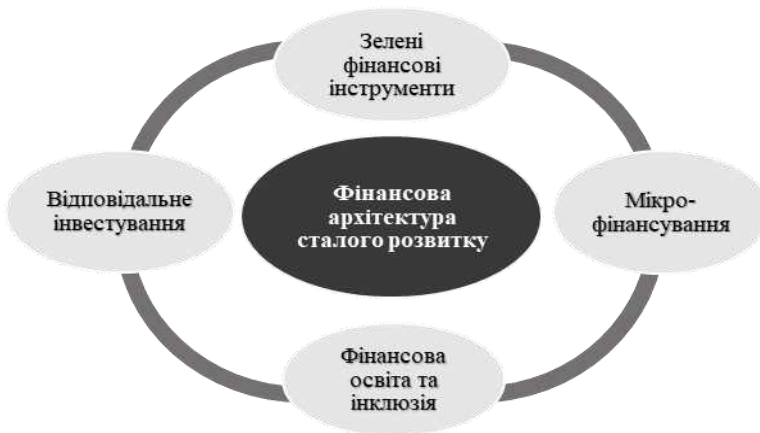 Зелені
фінансові
інструменти
Відповідальне
інвестування
Фінансова
архітектура
сталого розвитку
Мікро-
фінансування
Фінансова
освіта та
інклюзія